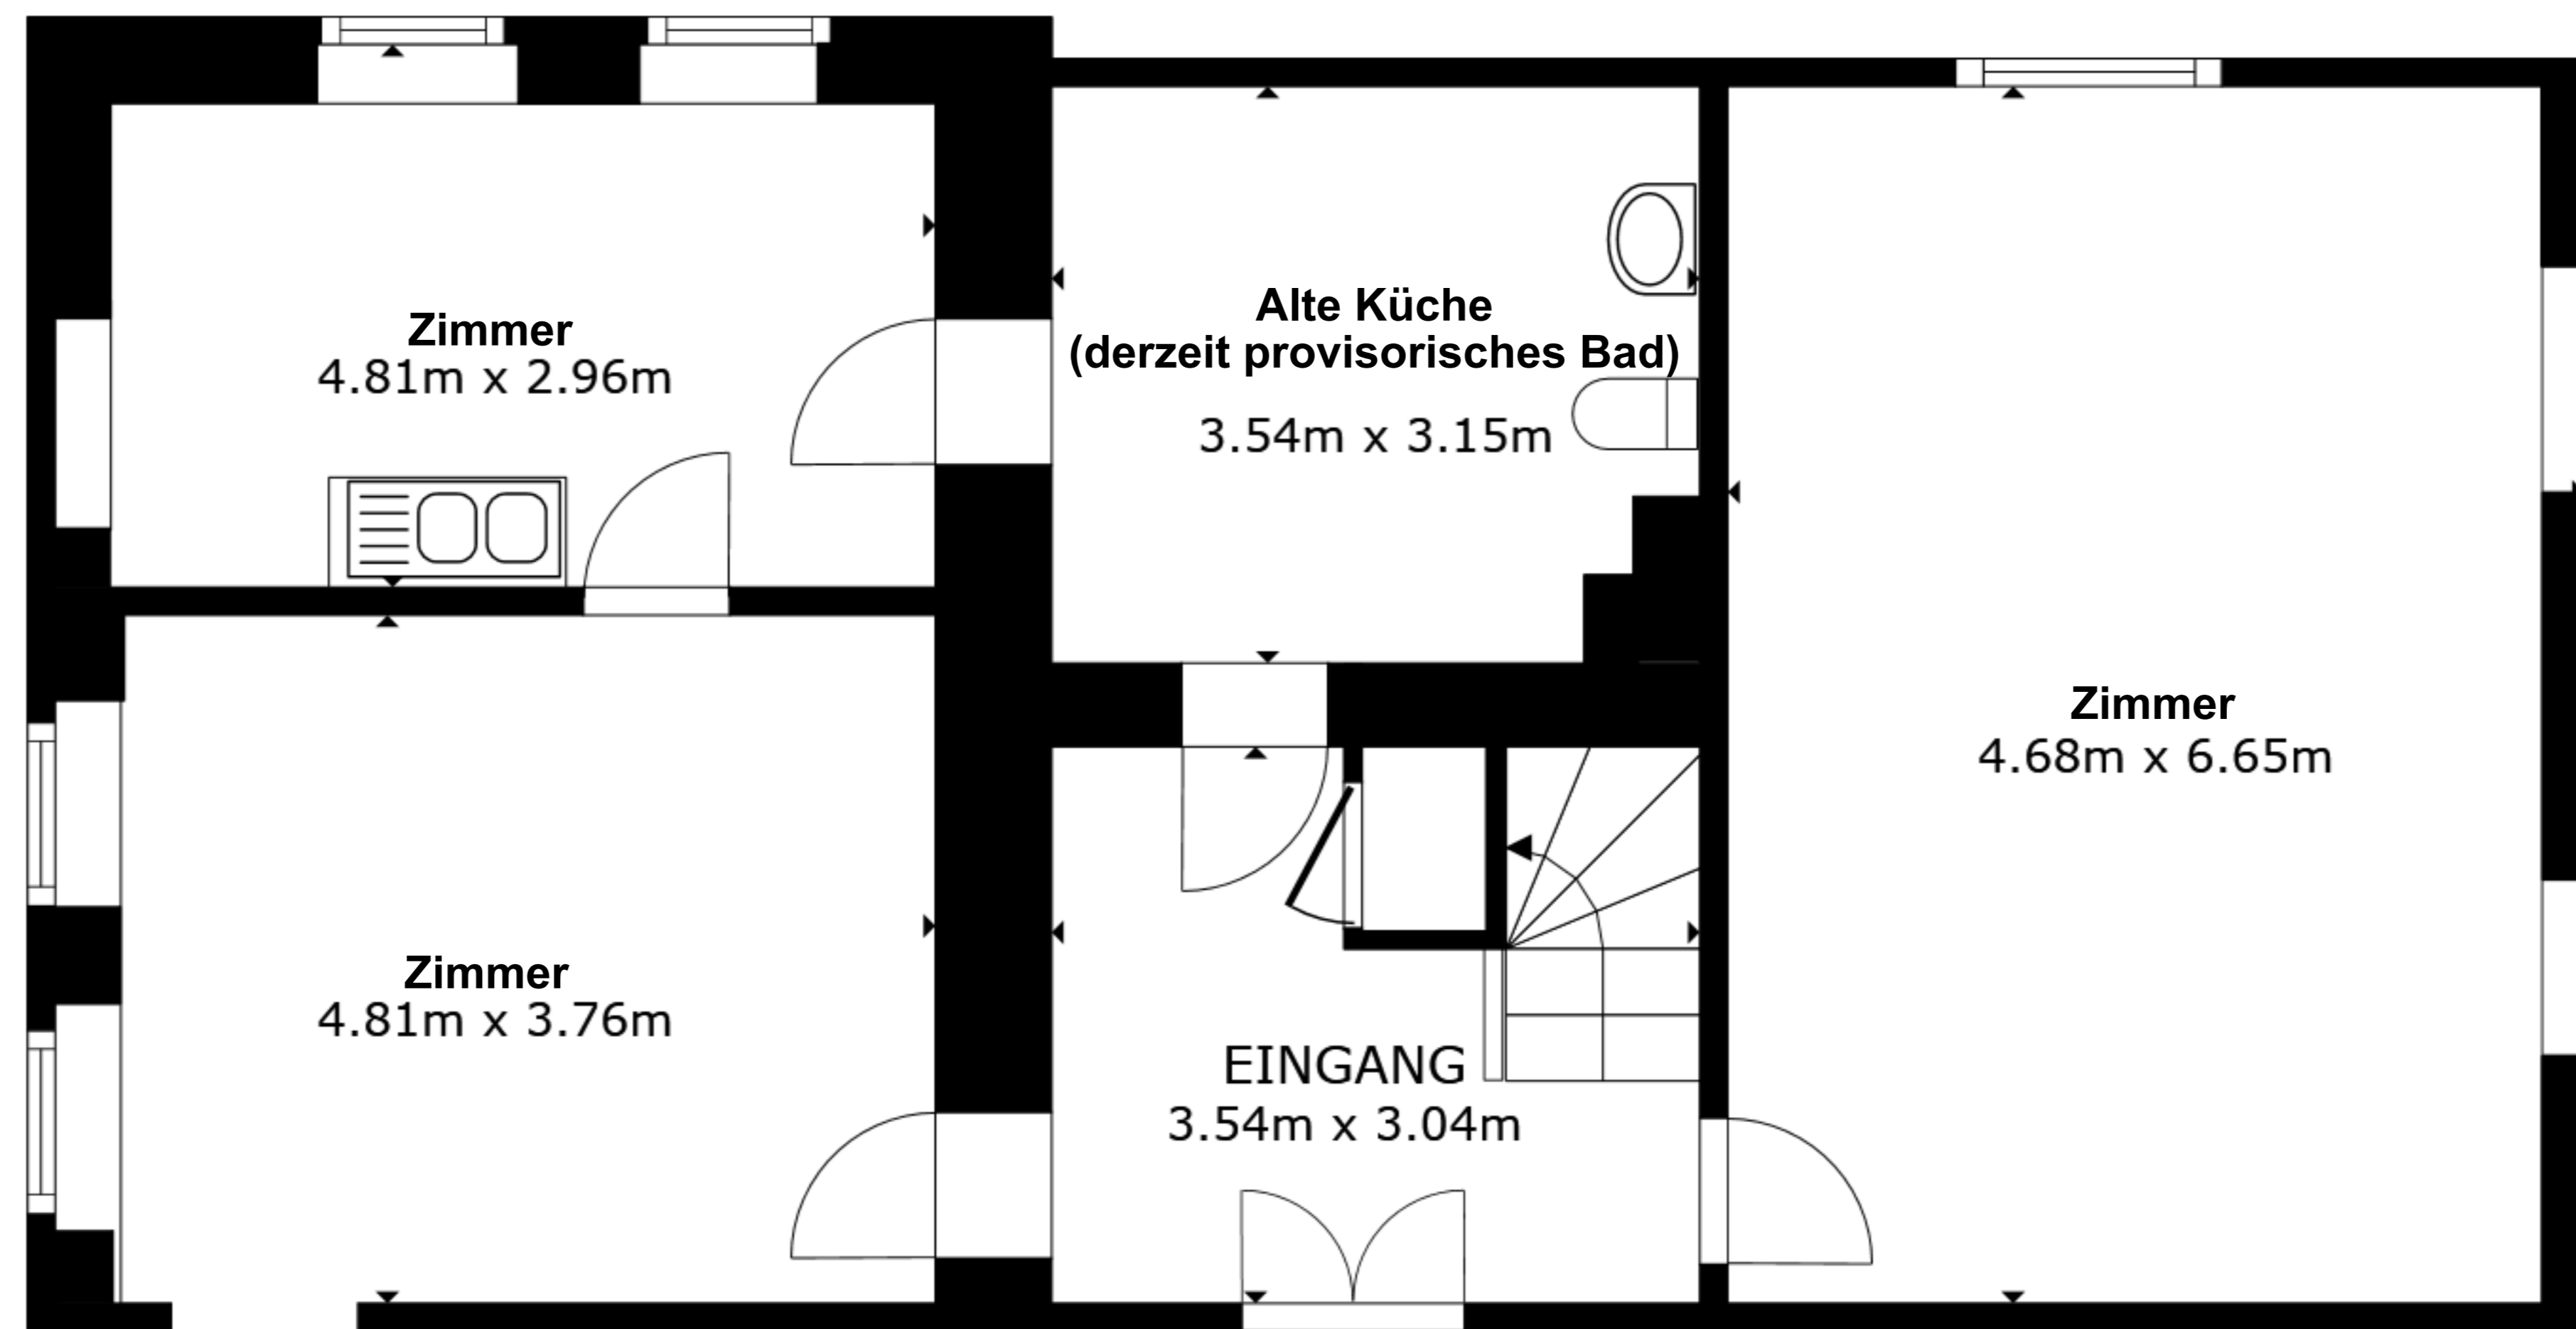 Zimmer
4.81m x 2.96m
Alte Küche
(derzeit provisorisches Bad)
3.54m x 3.15m
Zimmer
4.68m x 6.65m
Zimmer
4.81m x 3.76m
EINGANG
3.54m x 3.04m